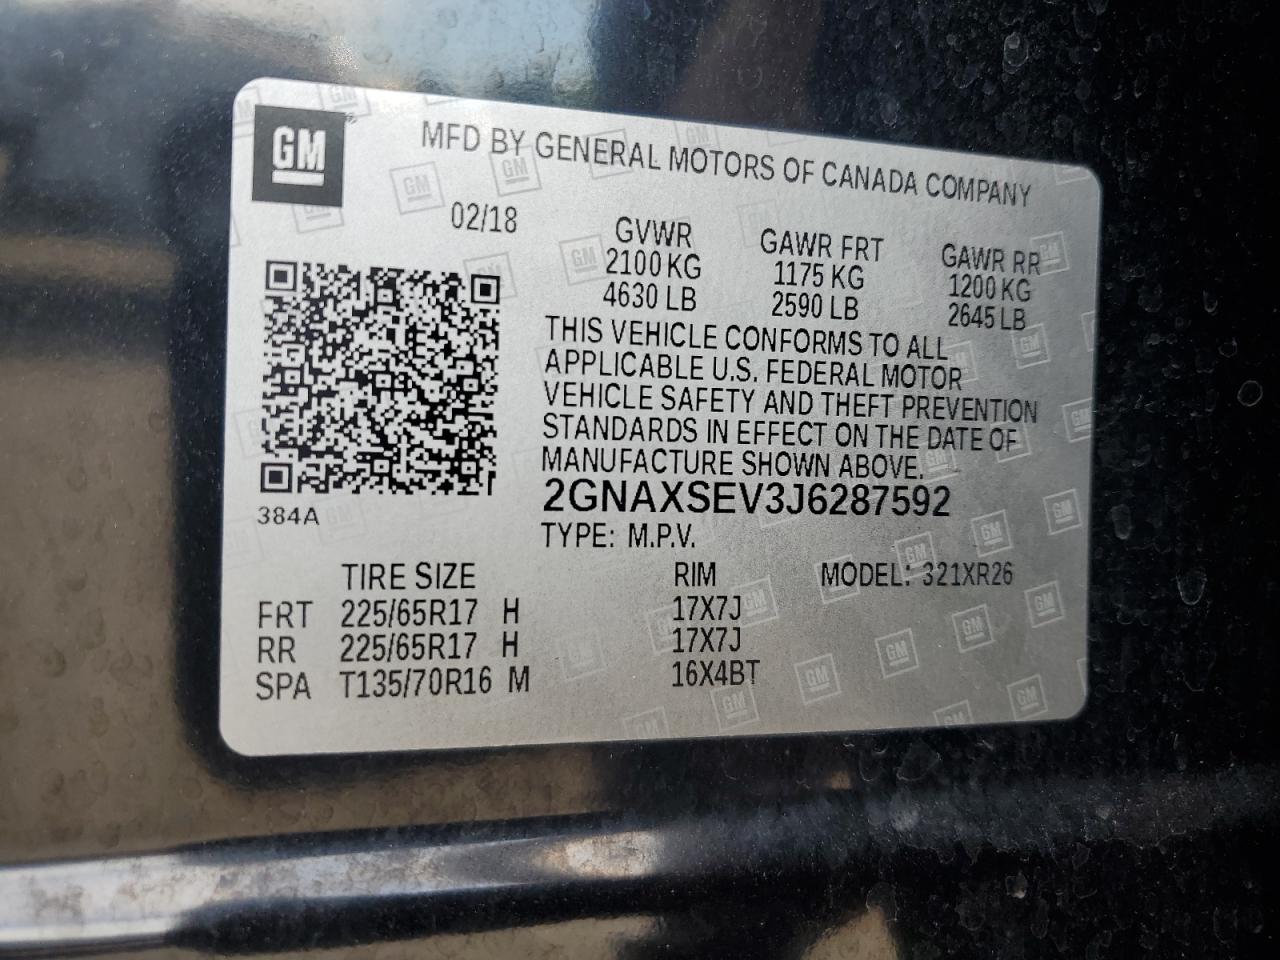 GM
MFD BY GENERAL MOTORS OF CANADA COMPANY
02/18
GVWR
2100 KG
4630 LB
GAWR FRT
1175 KG
2590 LB
GAWR RR
1200 KG
2645 LB
THIS VEHICLE CONFORMS TO ALL
APPLICABLE U.S. FEDERAL MOTOR
VEHICLE SAFETY AND THEFT PREVENTION
STANDARDS IN EFFECT ON THE DATE OF
MANUFACTURE SHOWN ABOVE.
2GNAXSEV3J6287592
384A
TYPE: M.P.V.
TIRE SIZE RIM MODEL: 321XR26
FRT 225/65R17 H 17X7J
RR 225/65R17 H 17X7J
SPA T135/70R16 M 16X4BT